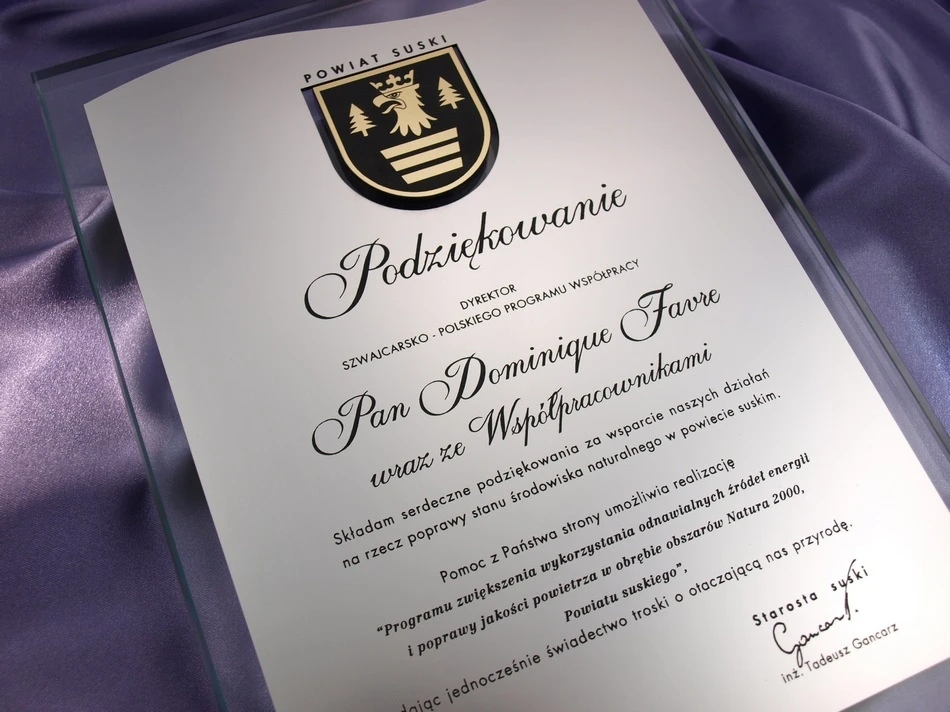 POWIAT SUSKI
Podziękowanie
DYREKTOR
SZWAJCARSKO - POLSKIEGO PROGRAMU WSPÓŁPRACY
Pan Dominique Favre
wraz ze Współpracownikami
Składam serdeczne podziękowania za wsparcie naszych działań
na rzecz poprawy stanu środowiska naturalnego w powiecie suskim.
Pomoc z Państwa strony umożliwia realizację
“Programu zwiększenia wykorzystania odnawialnych źródeł energii
i poprawy jakości powietrza w obrębie obszarów Natura 2000,
Powiatu suskiego”,
jednocześnie świadectwo troski o otaczającą nas przyrodę.
Starosta suski
Gancarz T.
inż. Tadeusz Gancarz